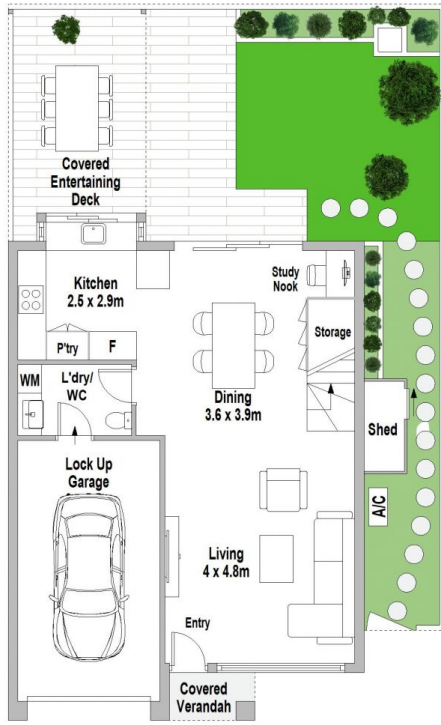 Covered
Entertaining
Deck
Kitchen
2.5 x 2.9m
Study
Nook
P'try
F
Storage
WM
L'dry/
WC
Dining
3.6 x 3.9m
Shed
Lock Up
Garage
A/C
Living
4 x 4.8m
Entry
Covered
Verandah